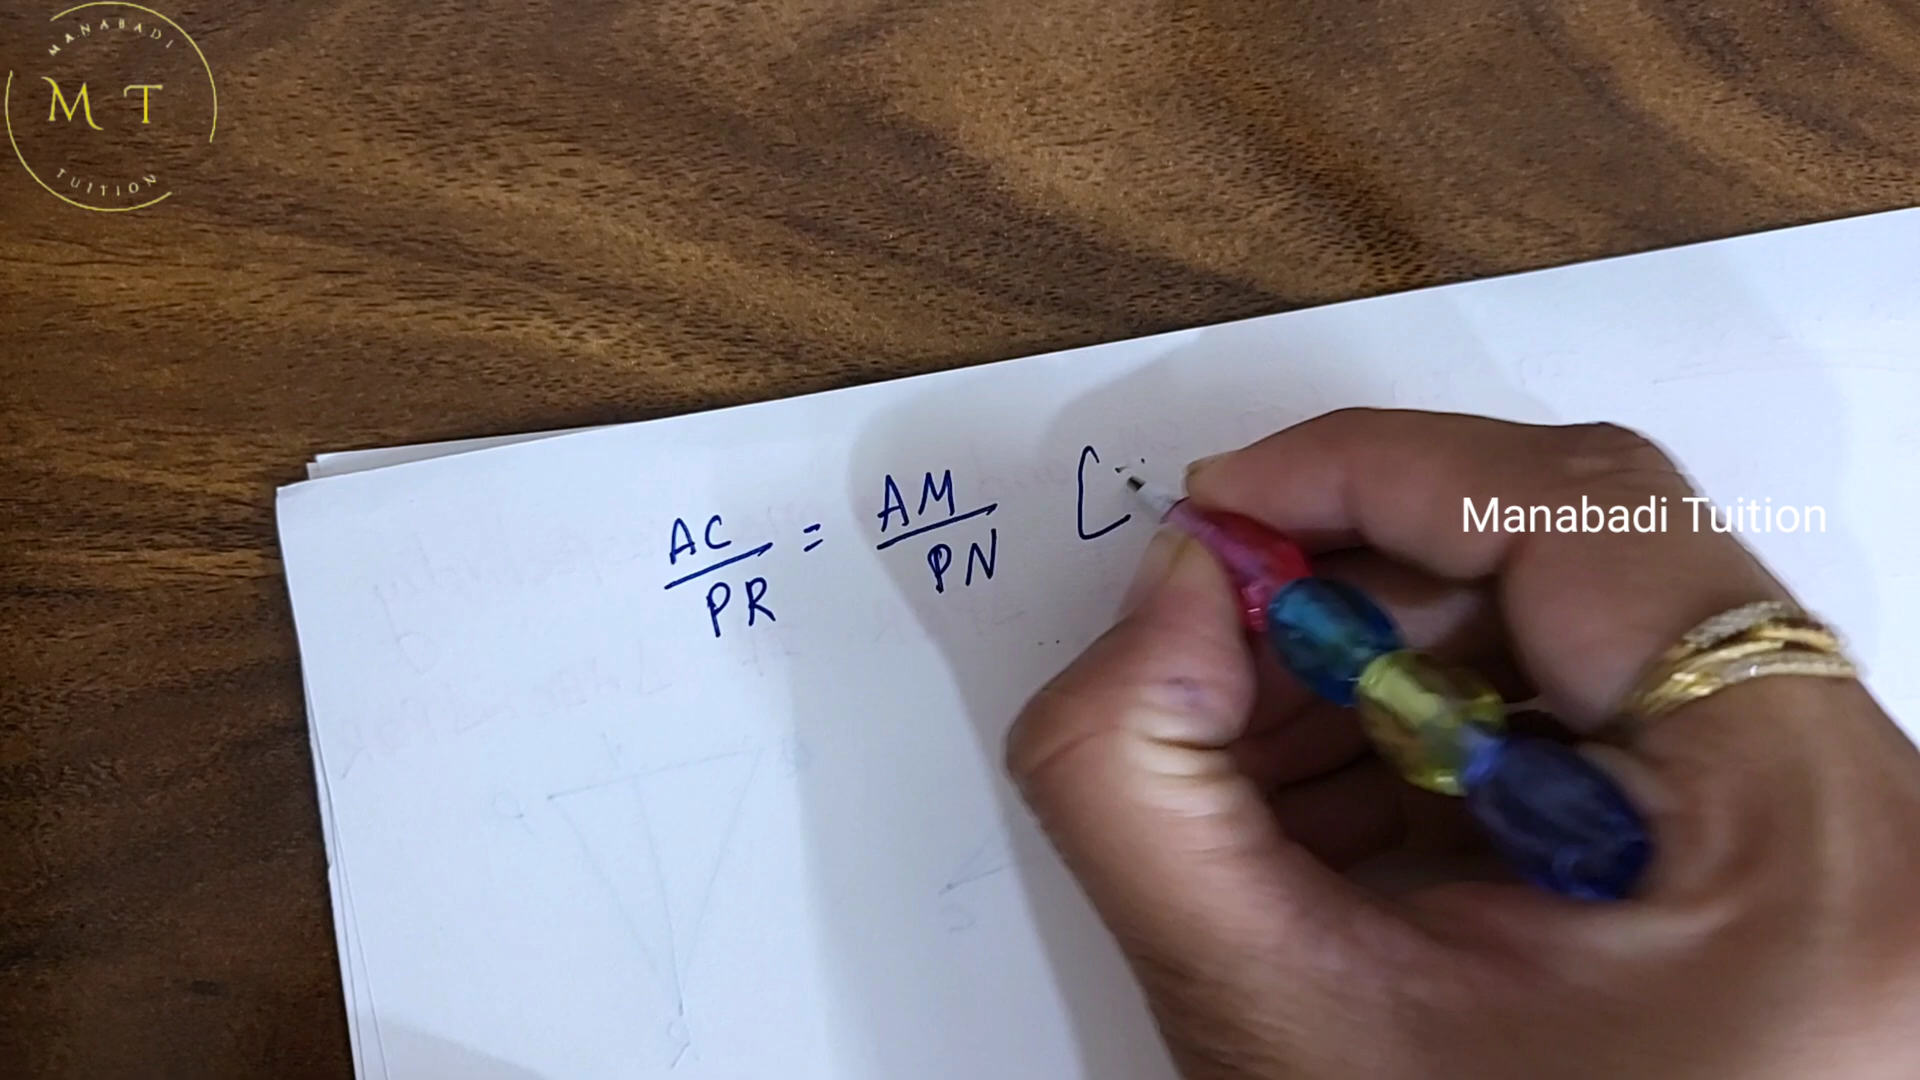 MANABADI
M T
TUITION
Manabadi Tuition
AC/PR = AM/PN [